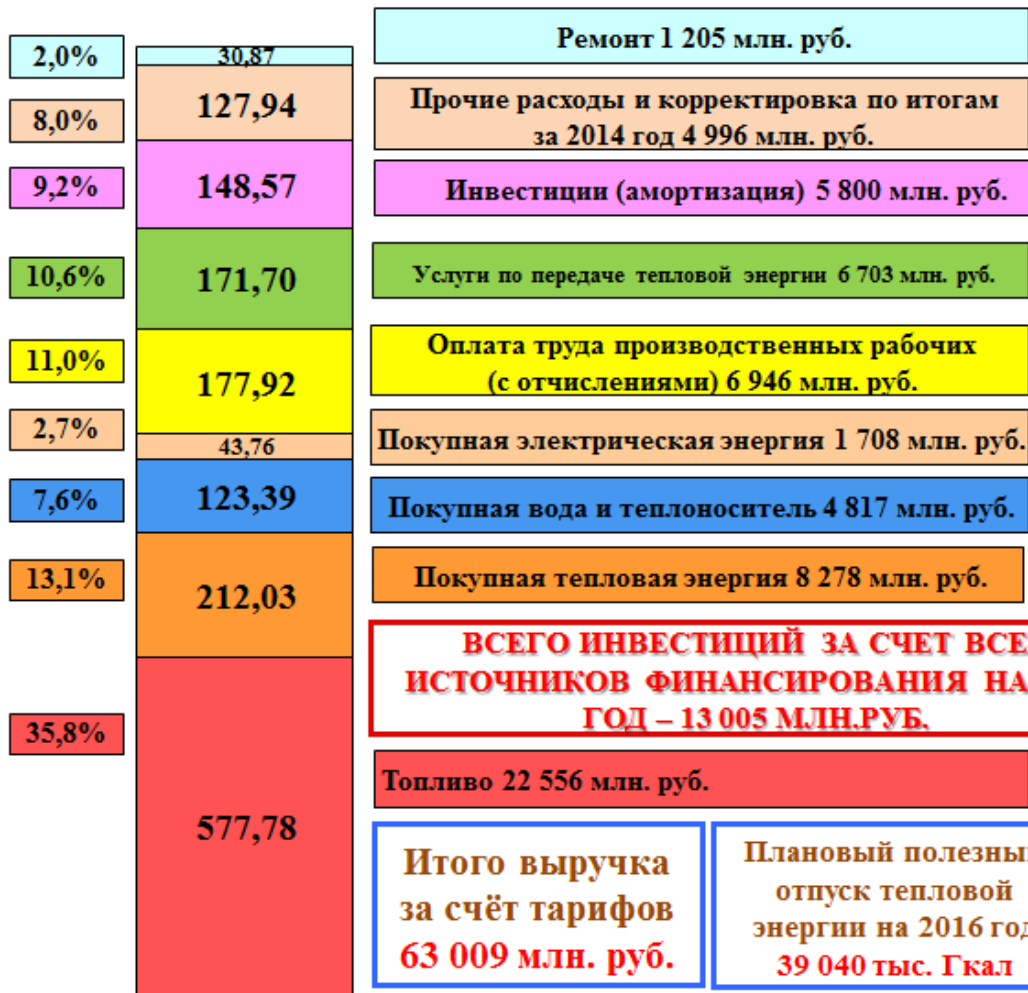 2,0%
30,87
Ремонт 1 205 млн. руб.
8,0%
127,94
Прочие расходы и корректировка по итогам
за 2014 год 4 996 млн. руб.
9,2%
148,57
Инвестиции (амортизация) 5 800 млн. руб.
10,6%
171,70
Услуги по передаче тепловой энергии 6 703 млн. руб.
11,0%
177,92
Оплата труда производственных рабочих
(с отчислениями) 6 946 млн. руб.
2,7%
43,76
Покупная электрическая энергия 1 708 млн. руб.
7,6%
123,39
Покупная вода и теплоноситель 4 817 млн. руб.
13,1%
212,03
Покупная тепловая энергия 8 278 млн. руб.
ВСЕГО ИНВЕСТИЦИЙ ЗА СЧЕТ ВСЕ
ИСТОЧНИКОВ ФИНАНСИРОВАНИЯ НА
ГОД – 13 005 МЛН.РУБ.
35,8%
577,78
Топливо 22 556 млн. руб.
Итого выручка
за счёт тарифов
63 009 млн. руб.
Плановый полезны
отпуск тепловой
энергии на 2016 год
39 040 тыс. Гкал